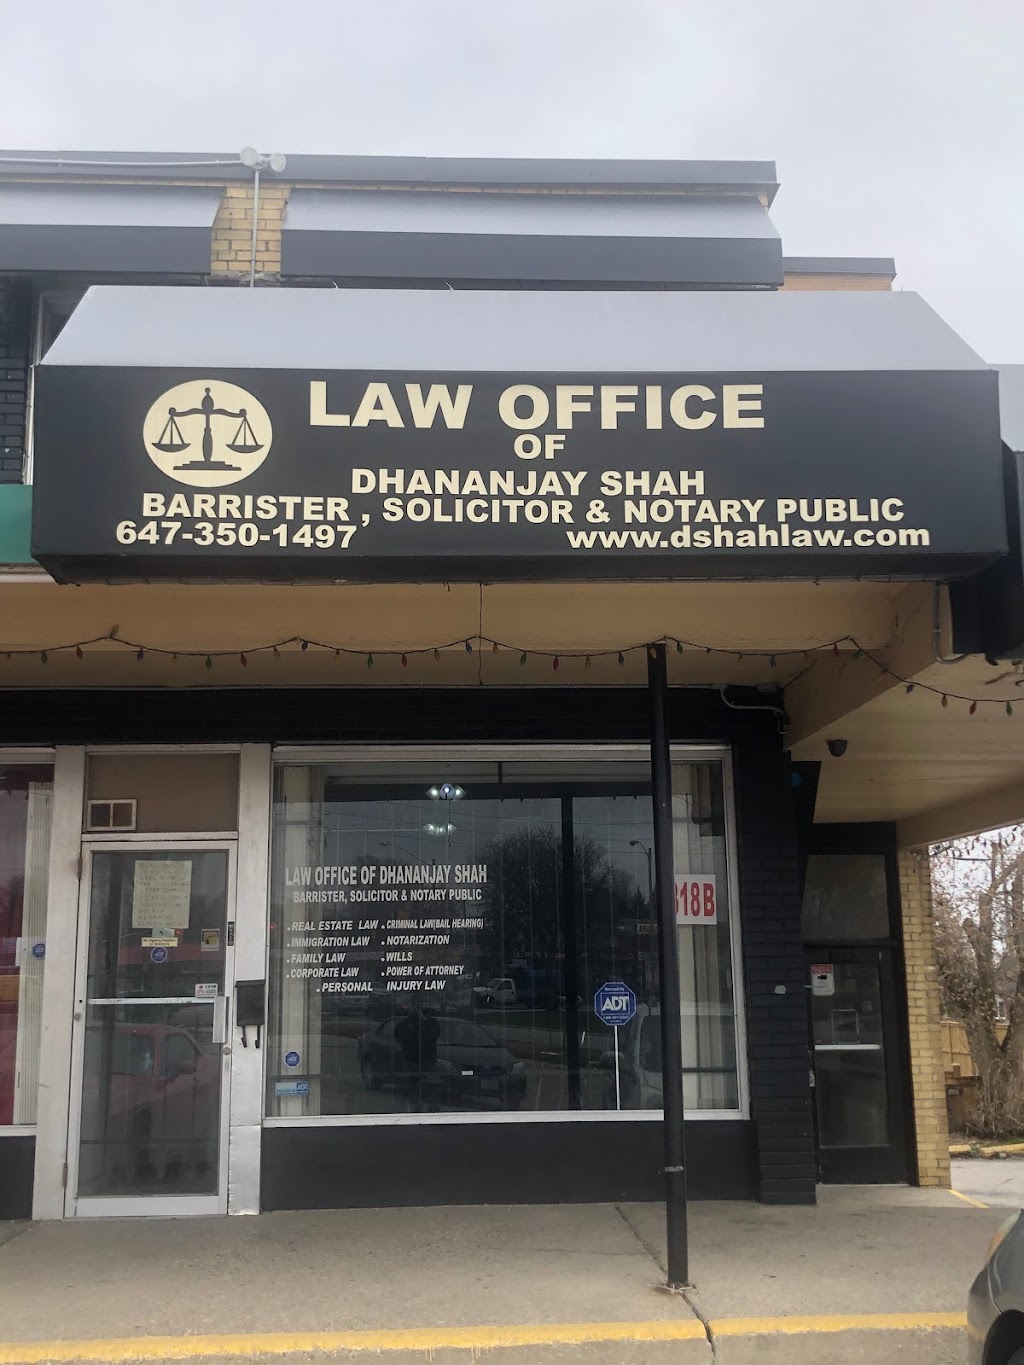 LAW OFFICE
OF
DHANANJAY SHAH
BARRISTER , SOLICITOR & NOTARY PUBLIC
647-350-1497 www.dshahlaw.com
LAW OFFICE OF DHANANJAY SHAH
BARRISTER, SOLICITOR & NOTARY PUBLIC
• REAL ESTATE LAW • CRIMINAL LAW(BAIL HEARING)
• IMMIGRATION LAW • NOTARIZATION
• FAMILY LAW • WILLS
• CORPORATE LAW • POWER OF ATTORNEY
• PERSONAL INJURY LAW
318B
ADT